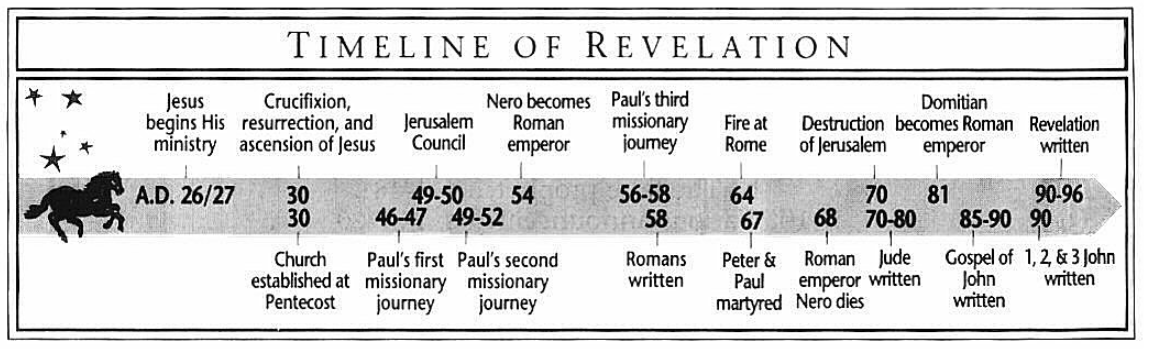 TIMELINE OF REVELATION
Jesus
begins His
ministry
Crucifixion,
resurrection, and
ascension of Jesus
Jerusalem
Council
Nero becomes
Roman
emperor
Paul's third
missionary
journey
Fire at
Rome
Destruction
of Jerusalem
Domitian
becomes Roman
emperor
Revelation
written
A.D. 26/27 30 49-50 54 56-58 64 70 81 90-96
30 46-47 49-52 58 67 68 70-80 85-90 90
Church
established at
Pentecost
Paul's first
missionary
journey
Paul's second
missionary
journey
Romans
written
Peter &
Paul
martyred
Roman
emperor
Nero dies
Jude
written
Gospel of
John
written
1, 2, & 3 John
written